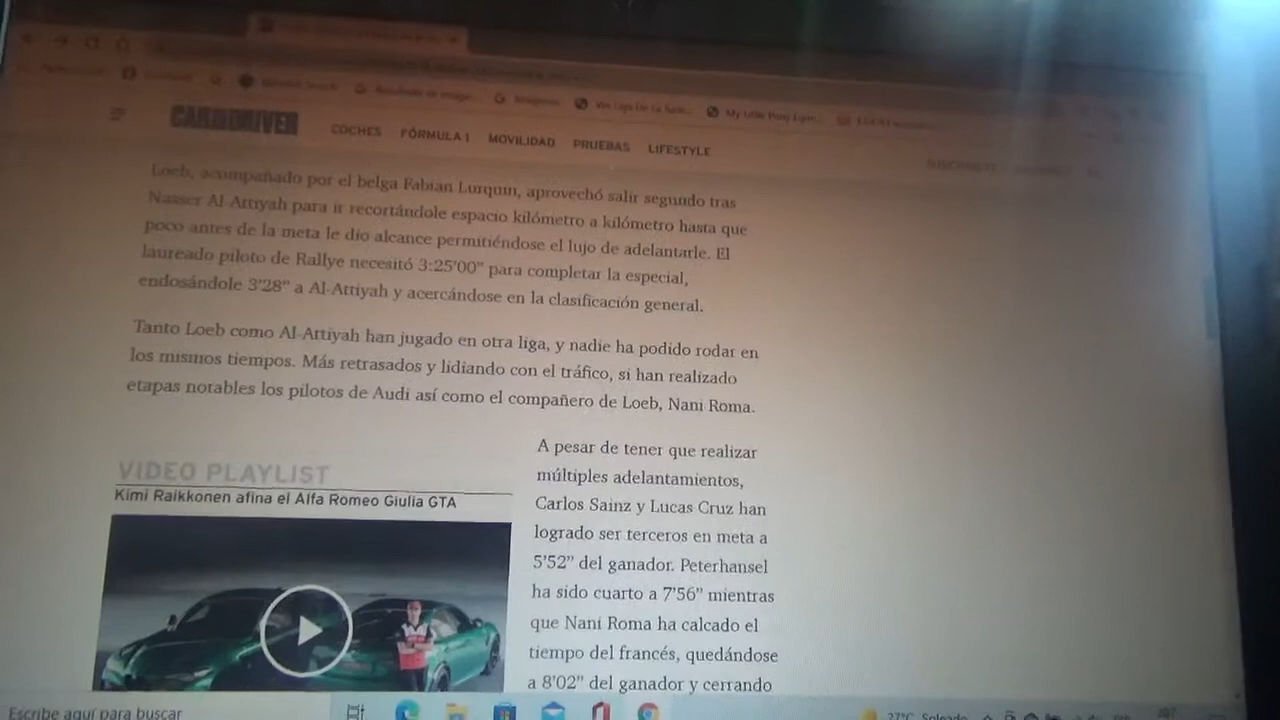 CAR AND DRIVER
COCHES FÓRMULA 1 MOVILIDAD PRUEBAS LIFESTYLE
Loeb, acompañado por el belga Fabian Lurquin, aprovechó salir segundo tras
Nasser Al-Attiyah para ir recortándole espacio kilómetro a kilómetro hasta que
poco antes de la meta le dio alcance permitiéndose el lujo de adelantarle. El
laureado piloto de Rallye necesitó 3:25'00" para completar la especial,
endosándole 3'28" a Al-Attiyah y acercándose en la clasificación general.
Tanto Loeb como Al-Attiyah han jugado en otra liga, y nadie ha podido rodar en
los mismos tiempos. Más retrasados y lidiando con el tráfico, si han realizado
etapas notables los pilotos de Audi así como el compañero de Loeb, Nani Roma.
VIDEO PLAYLIST
Kimi Raikkonen afina el Alfa Romeo Giulia GTA
A pesar de tener que realizar
múltiples adelantamientos,
Carlos Sainz y Lucas Cruz han
logrado ser terceros en meta a
5'52" del ganador. Peterhansel
ha sido cuarto a 7'56" mientras
que Nani Roma ha calcado el
tiempo del francés, quedándose
a 8'02" del ganador y cerrando
Escribe aquí para buscar
27°C Soleado